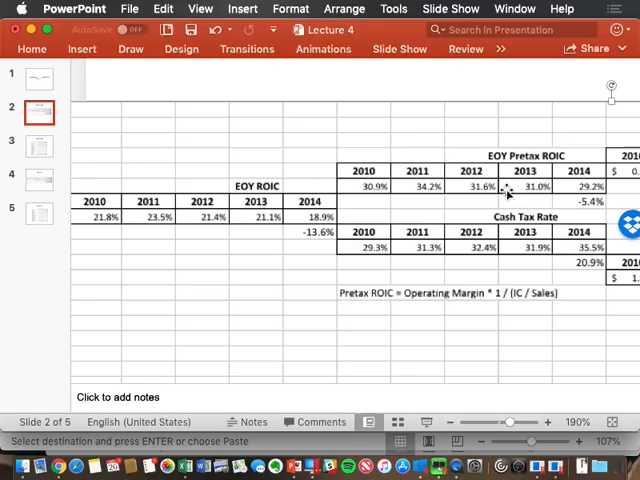 PowerPoint File Edit View Insert Format Arrange Tools Slide Show Window Help
AutoSave OFF Lecture 4 Search in Presentation
Home Insert Draw Design Transitions Animations Slide Show Review Share
1
2
3
4
5
EOY Pretax ROIC
2010 2011 2012 2013 2014
30.9% 34.2% 31.6% 31.0% 29.2%
-5.4%
EOY ROIC
2010 2011 2012 2013 2014
21.8% 23.5% 21.4% 21.1% 18.9%
-13.6%
Cash Tax Rate
2010 2011 2012 2013 2014
29.3% 31.3% 32.4% 31.9% 35.5%
20.9%
Pretax ROIC = Operating Margin * 1 / (IC / Sales)
2010
$ 0.
2010
$ 1.
Click to add notes
Slide 2 of 5 English (United States) Notes Comments 190%
Select destination and press ENTER or choose Paste 107%